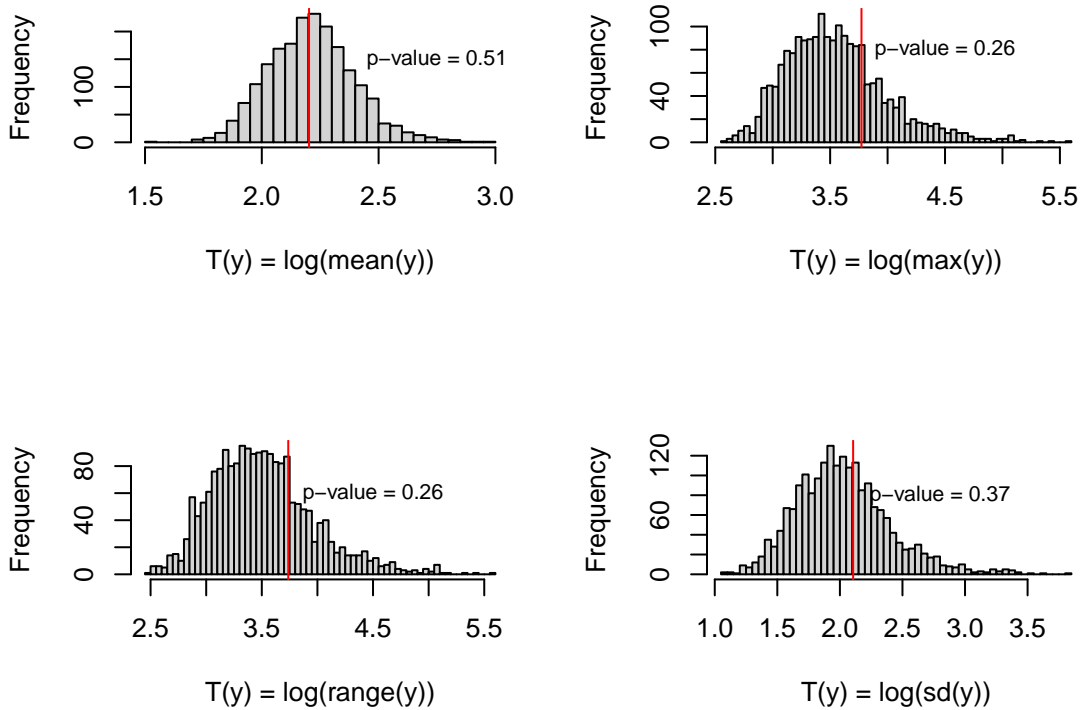 Frequency
0
100
p−value = 0.51
1.5 2.0 2.5 3.0
T(y) = log(mean(y))
Frequency
0
40
100
p−value = 0.26
2.5 3.5 4.5 5.5
T(y) = log(max(y))
Frequency
0
40
80
p−value = 0.26
2.5 3.5 4.5 5.5
T(y) = log(range(y))
Frequency
0
60
120
p−value = 0.37
1.0 1.5 2.0 2.5 3.0 3.5
T(y) = log(sd(y))